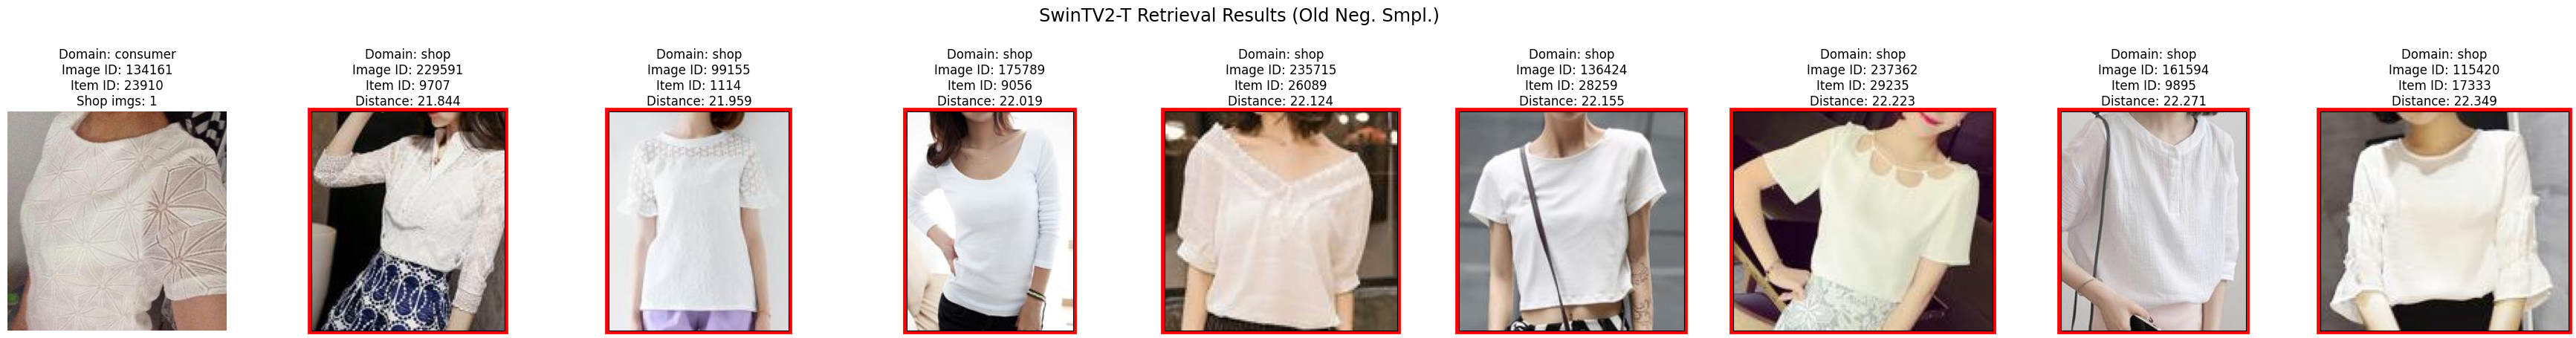 SwinTV2-T Retrieval Results (Old Neg. Smpl.)
Domain: consumer
Image ID: 134161
Item ID: 23910
Shop imgs: 1
Domain: shop
Image ID: 229591
Item ID: 9707
Distance: 21.844
Domain: shop
Image ID: 99155
Item ID: 1114
Distance: 21.959
Domain: shop
Image ID: 175789
Item ID: 9056
Distance: 22.019
Domain: shop
Image ID: 235715
Item ID: 26089
Distance: 22.124
Domain: shop
Image ID: 136424
Item ID: 28259
Distance: 22.155
Domain: shop
Image ID: 237362
Item ID: 29235
Distance: 22.223
Domain: shop
Image ID: 161594
Item ID: 9895
Distance: 22.271
Domain: shop
Image ID: 115420
Item ID: 17333
Distance: 22.349